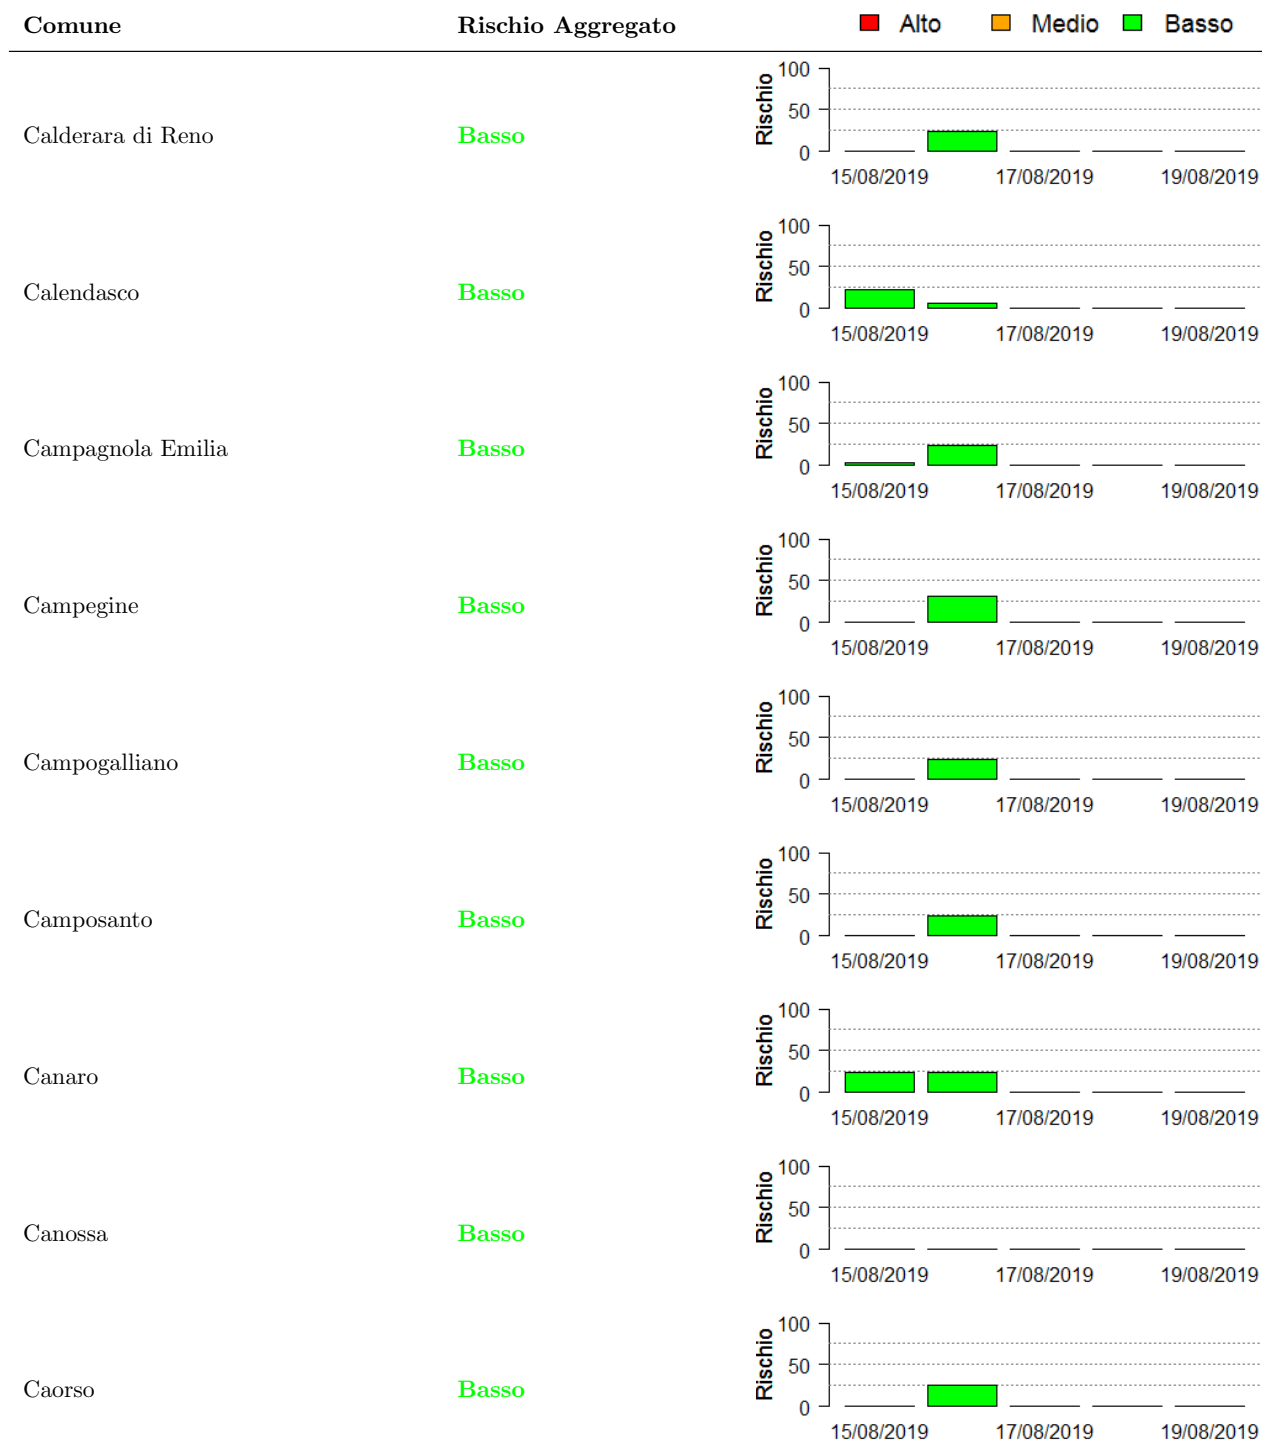 Comune Rischio Aggregato Alto Medio Basso
Calderara di Reno Basso Rischio 100 50 0
15/08/2019 17/08/2019 19/08/2019
Calendasco Basso Rischio 100 50 0
15/08/2019 17/08/2019 19/08/2019
Campagnola Emilia Basso Rischio 100 50 0
15/08/2019 17/08/2019 19/08/2019
Campegine Basso Rischio 100 50 0
15/08/2019 17/08/2019 19/08/2019
Campogalliano Basso Rischio 100 50 0
15/08/2019 17/08/2019 19/08/2019
Camposanto Basso Rischio 100 50 0
15/08/2019 17/08/2019 19/08/2019
Canaro Basso Rischio 100 50 0
15/08/2019 17/08/2019 19/08/2019
Canossa Basso Rischio 100 50 0
15/08/2019 17/08/2019 19/08/2019
Caorso Basso Rischio 100 50 0
15/08/2019 17/08/2019 19/08/2019